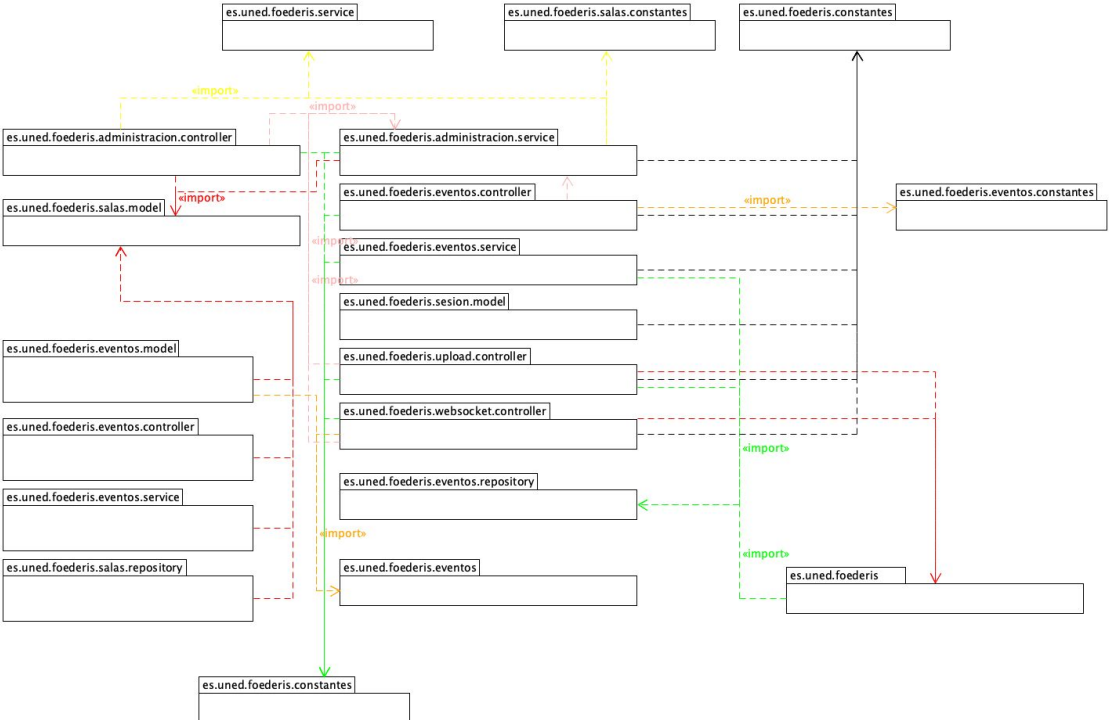 es.uned.foederis.service
es.uned.foederis.salas.constantes
es.uned.foederis.constantes
«import»
«import»
es.uned.foederis.administracion.controller
es.uned.foederis.administracion.service
es.uned.foederis.eventos.controller
es.uned.foederis.eventos.constantes
«import»
«import»
es.uned.foederis.salas.model
«import»
es.uned.foederis.eventos.service
«import»
es.uned.foederis.sesion.model
es.uned.foederis.eventos.model
es.uned.foederis.upload.controller
es.uned.foederis.websocket.controller
es.uned.foederis.eventos.controller
«import»
es.uned.foederis.eventos.repository
es.uned.foederis.eventos.service
«import»
«import»
es.uned.foederis.salas.repository
es.uned.foederis.eventos
es.uned.foederis
es.uned.foederis.constantes